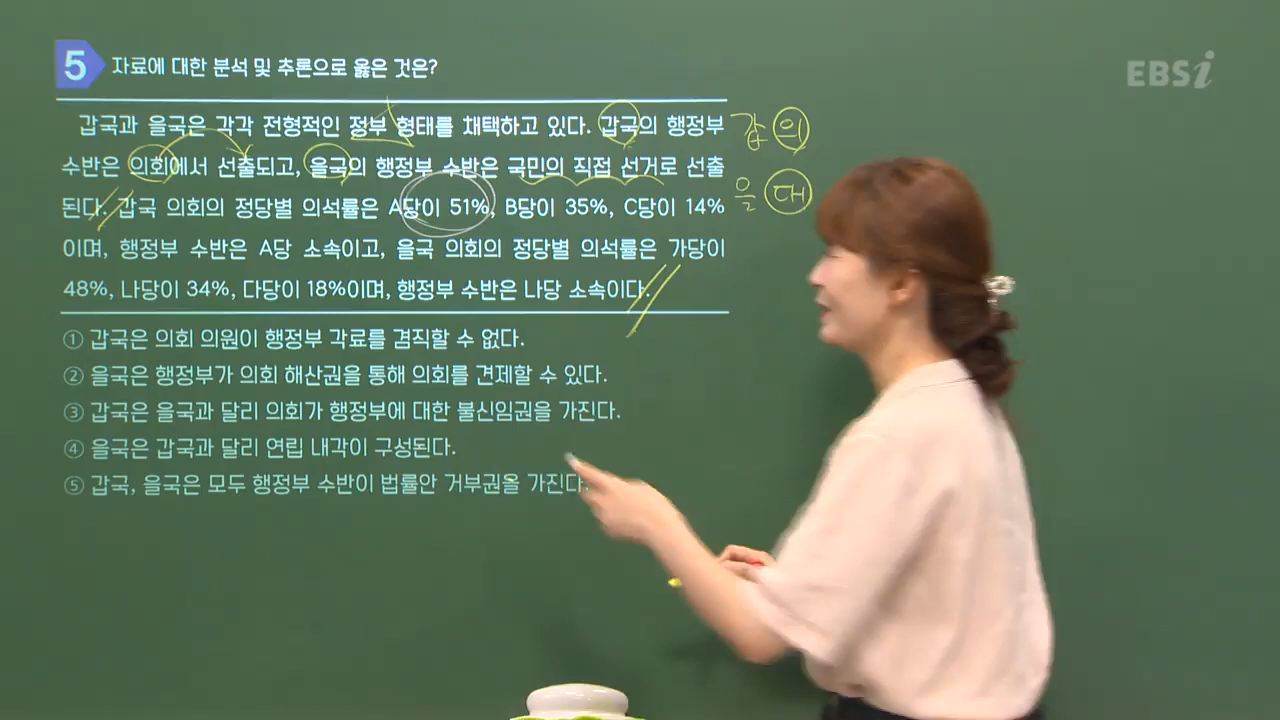 5 자료에 대한 분석 및 추론으로 옳은 것은?
EBSi
갑국과 을국은 각각 전형적인 정부 형태를 채택하고 있다. 갑국의 행정부
수반은 의회에서 선출되고, 을국의 행정부 수반은 국민의 직접 선거로 선출
된다. 갑국 의회의 정당별 의석률은 A당이 51%, B당이 35%, C당이 14%
이며, 행정부 수반은 A당 소속이고, 을국 의회의 정당별 의석률은 가당이
48%, 나당이 34%, 다당이 18%이며, 행정부 수반은 나당 소속이다.
갑 의
을 대
① 갑국은 의회 의원이 행정부 각료를 겸직할 수 없다.
② 을국은 행정부가 의회 해산권을 통해 의회를 견제할 수 있다.
③ 갑국은 을국과 달리 의회가 행정부에 대한 불신임권을 가진다.
④ 을국은 갑국과 달리 연립 내각이 구성된다.
⑤ 갑국, 을국은 모두 행정부 수반이 법률안 거부권을 가진다.